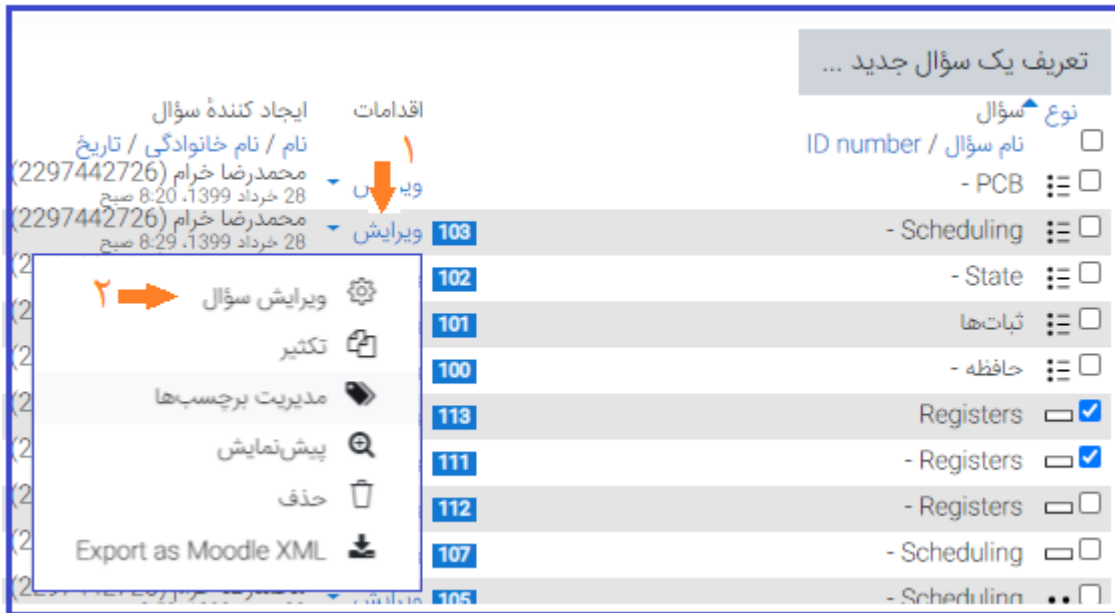 تعریف یک سؤال جدید ...
نوع سؤال اقدامات ایجاد کنندهٔ سؤال
نام سؤال / ID number ۱ نام / نام خانوادگی / تاریخ
PCB - محمدرضا خرام (2297442726)
28 خرداد 1399، 8:20 صبح
Scheduling - 103 ویرایش محمدرضا خرام (2297442726)
28 خرداد 1399، 8:29 صبح
State - 102
ثبات‌ها 101
حافظه - 100
Registers 113
Registers - 111
Registers - 112
Scheduling - 107
Scheduling - 105 ویرایش
ویرایش سؤال ۲
تکثیر
مدیریت برچسب‌ها
پیش‌نمایش
حذف
Export as Moodle XML